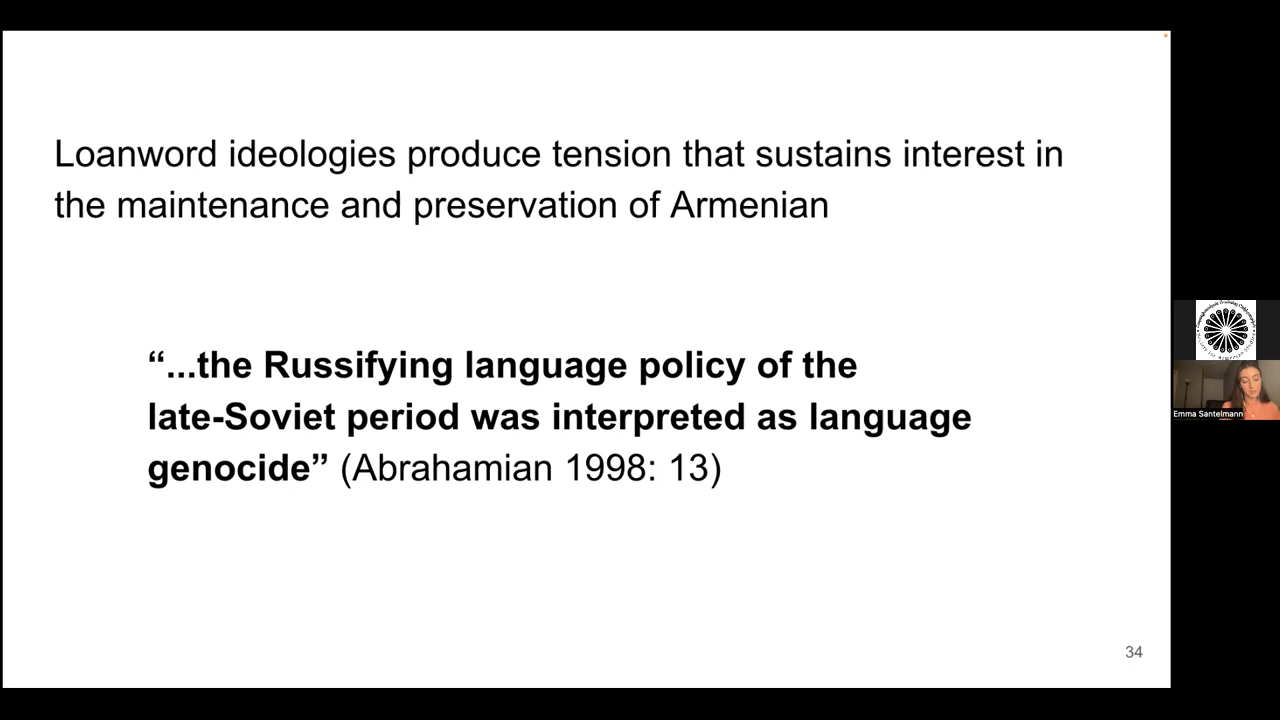 Loanword ideologies produce tension that sustains interest in
the maintenance and preservation of Armenian
“...the Russifying language policy of the
late-Soviet period was interpreted as language
genocide” (Abrahamian 1998: 13)
34
Emma Santelmann